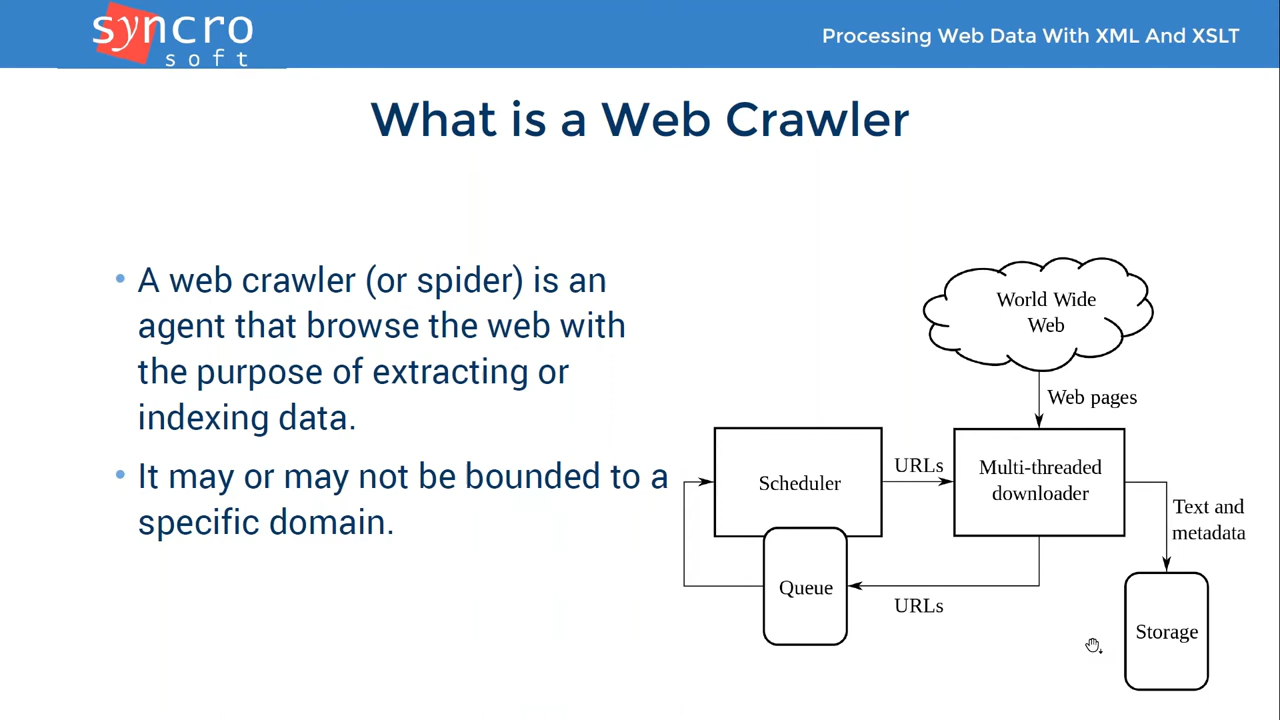 syncro
soft
Processing Web Data With XML And XSLT
What is a Web Crawler
• A web crawler (or spider) is an
agent that browse the web with
the purpose of extracting or
indexing data.
• It may or may not be bounded to a
specific domain.
World Wide
Web
Web pages
Scheduler
URLs
Multi-threaded
downloader
Text and
metadata
Queue
URLs
Storage